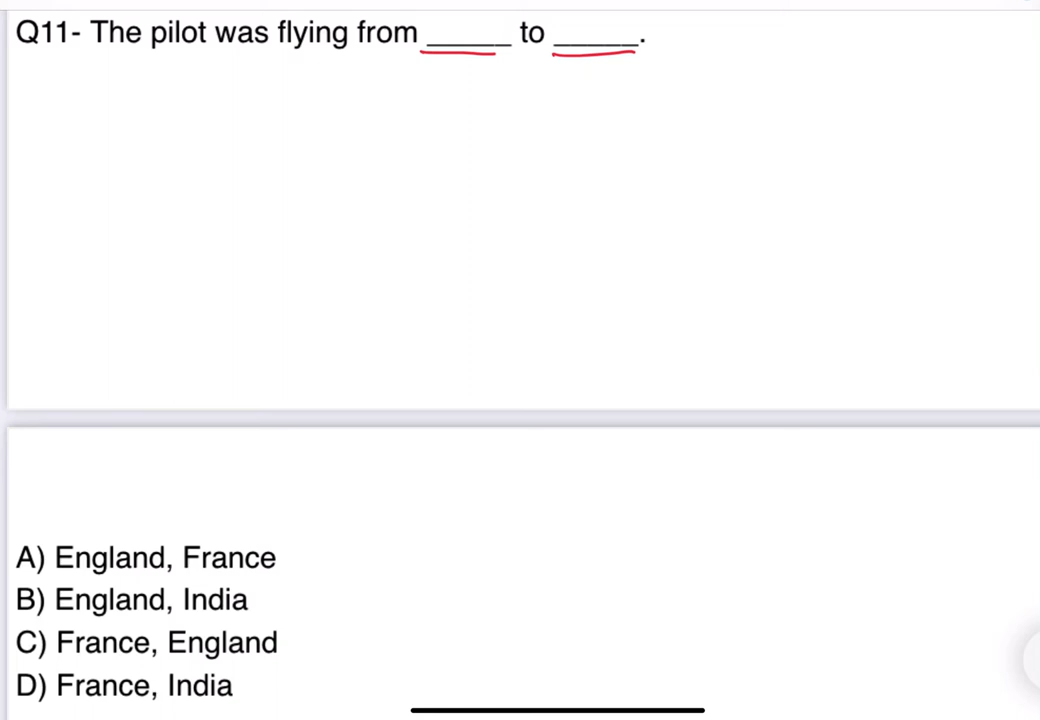 Q11- The pilot was flying from _____ to _____.
A) England, France
B) England, India
C) France, England
D) France, India